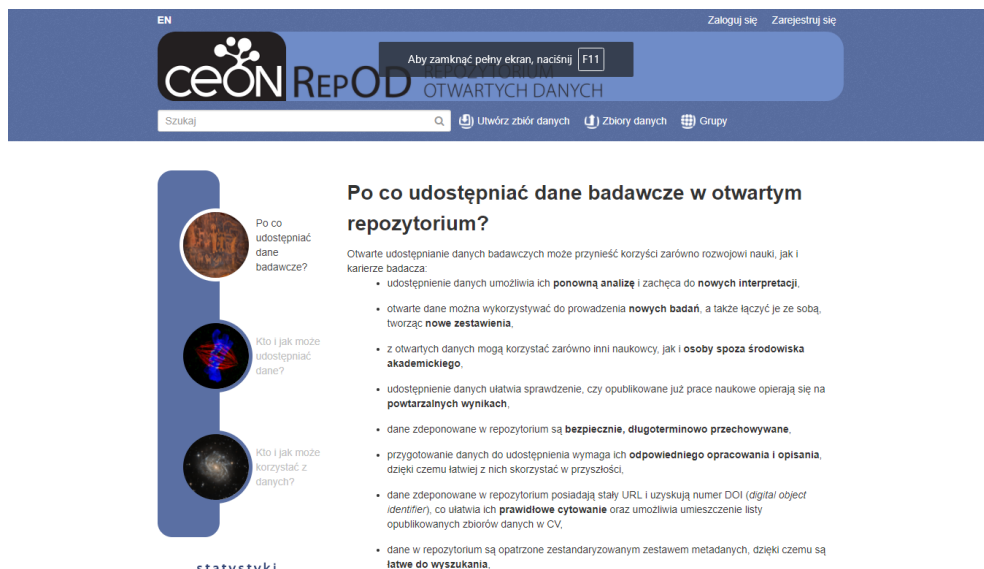 EN
Zaloguj się Zarejestruj się
Aby zamknąć pełny ekran, naciśnij F11
CEON REPOD REPOZYTORIUM
OTWARTYCH DANYCH
Szukaj Utwórz zbiór danych Zbiory danych Grupy
Po co
udostępniać
dane
badawcze?
Kto i jak może
udostępniać
dane?
Kto i jak może
korzystać z
danych?
statystyki
Po co udostępniać dane badawcze w otwartym
repozytorium?
Otwarte udostępnianie danych badawczych może przynieść korzyści zarówno rozwojowi nauki, jak i
karierze badacza:
• udostępnienie danych umożliwia ich ponowną analizę i zachęca do nowych interpretacji,
• otwarte dane można wykorzystywać do prowadzenia nowych badań, a także łączyć je ze sobą,
tworząc nowe zestawienia,
• z otwartych danych mogą korzystać zarówno inni naukowcy, jak i osoby spoza środowiska
akademickiego,
• udostępnienie danych ułatwia sprawdzenie, czy opublikowane już prace naukowe opierają się na
powtarzalnych wynikach,
• dane zdeponowane w repozytorium są bezpiecznie, długoterminowo przechowywane,
• przygotowanie danych do udostępnienia wymaga ich odpowiedniego opracowania i opisania,
dzięki czemu łatwiej z nich skorzystać w przyszłości,
• dane zdeponowane w repozytorium posiadają stały URL i uzyskują numer DOI (digital object
identifier), co ułatwia ich prawidłowe cytowanie oraz umożliwia umieszczenie listy
opublikowanych zbiorów danych w CV,
• dane w repozytorium są opatrzone zestandaryzowanym zestawem metadanych, dzięki czemu są
łatwe do wyszukania,